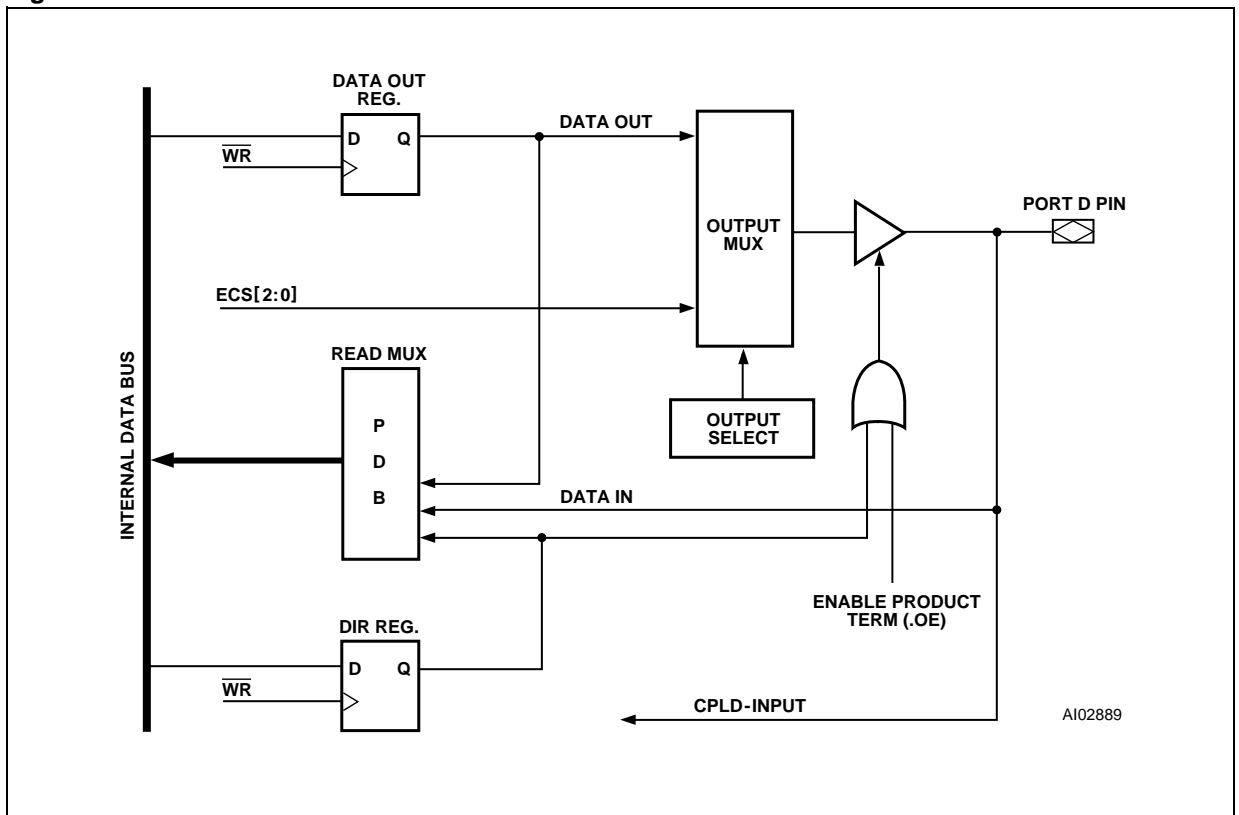 DATA OUT
REG.
D Q
WR
DATA OUT
OUTPUT
MUX
PORT D PIN
ECS[2:0]
READ MUX
P
D
B
INTERNAL DATA BUS
OUTPUT
SELECT
DATA IN
ENABLE PRODUCT
TERM (.OE)
DIR REG.
D Q
WR
CPLD-INPUT
AI02889